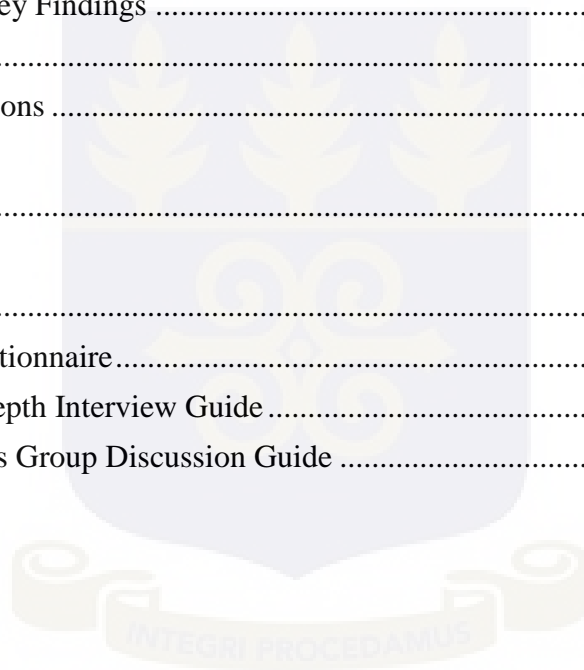 ey Findings ..........................................................
.........................................................................
ons ...................................................................
.........................................................................
.........................................................................
tionnaire...........................................................
epth Interview Guide ........................................
s Group Discussion Guide ...............................
INTEGRI PROCEDAMUS